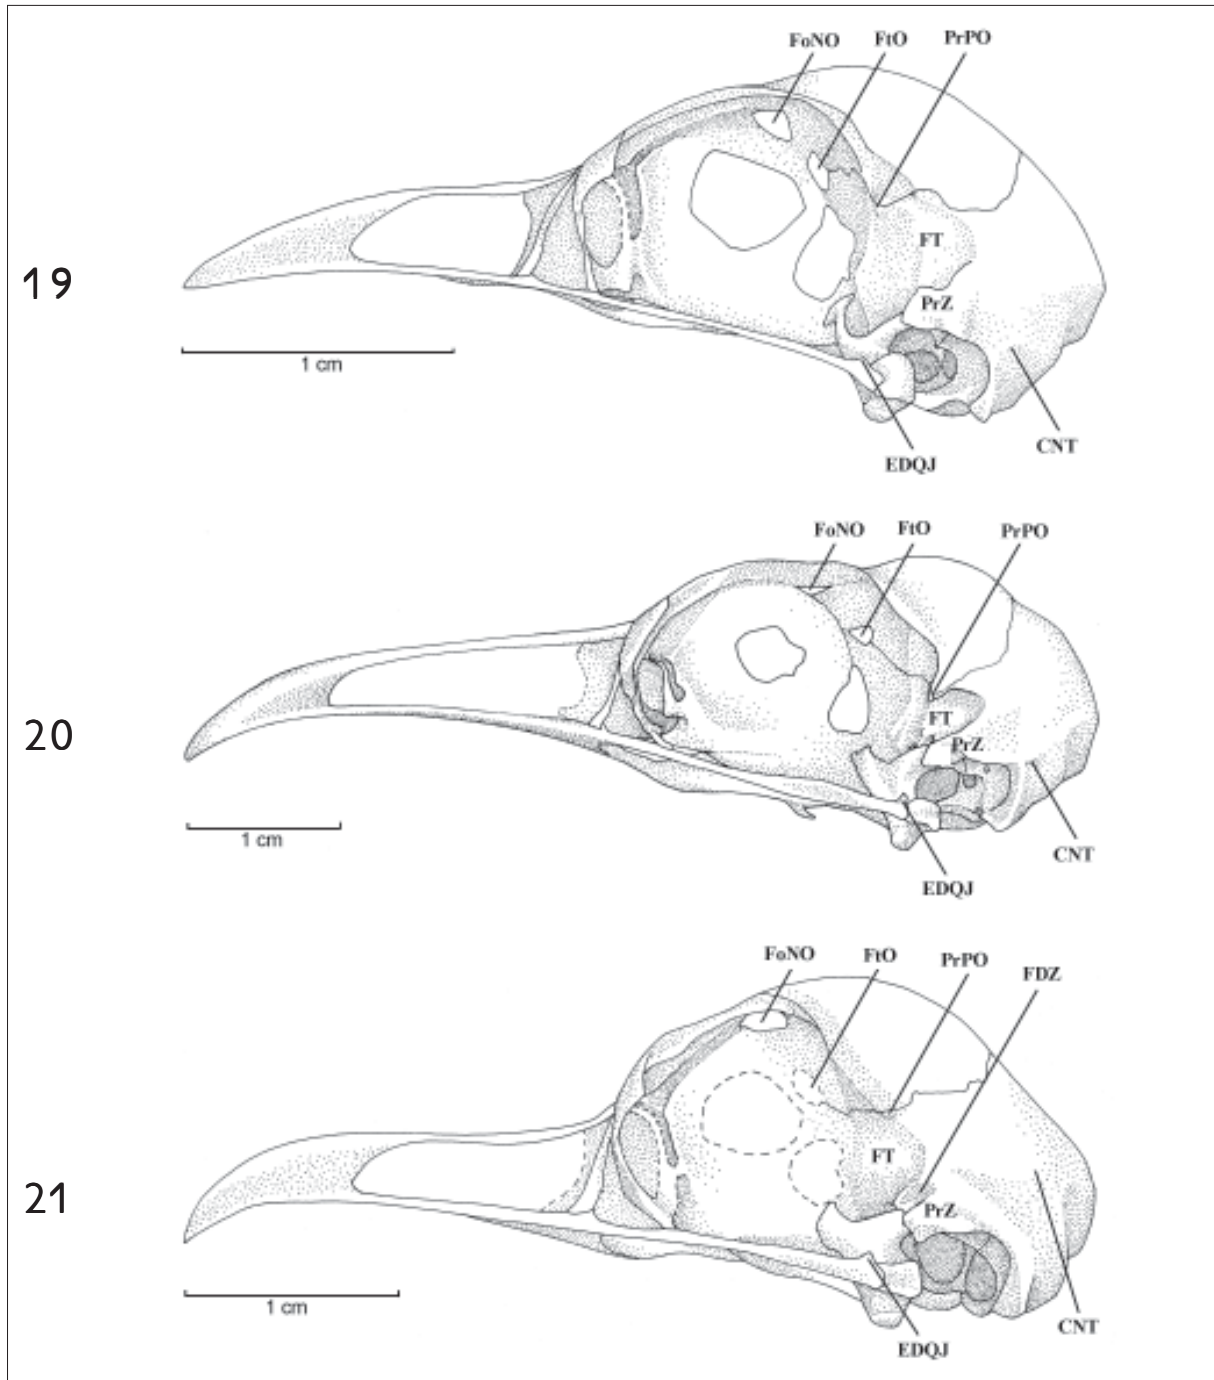 FoNO FtO PrPO
FT
19
PrZ
1 cm
CNT
EDQJ
FoNO FtO PrPO
FT
20
PrZ
1 cm
CNT
EDQJ
FoNO FtO PrPO FDZ
FT
21
PrZ
1 cm
CNT
EDQJ